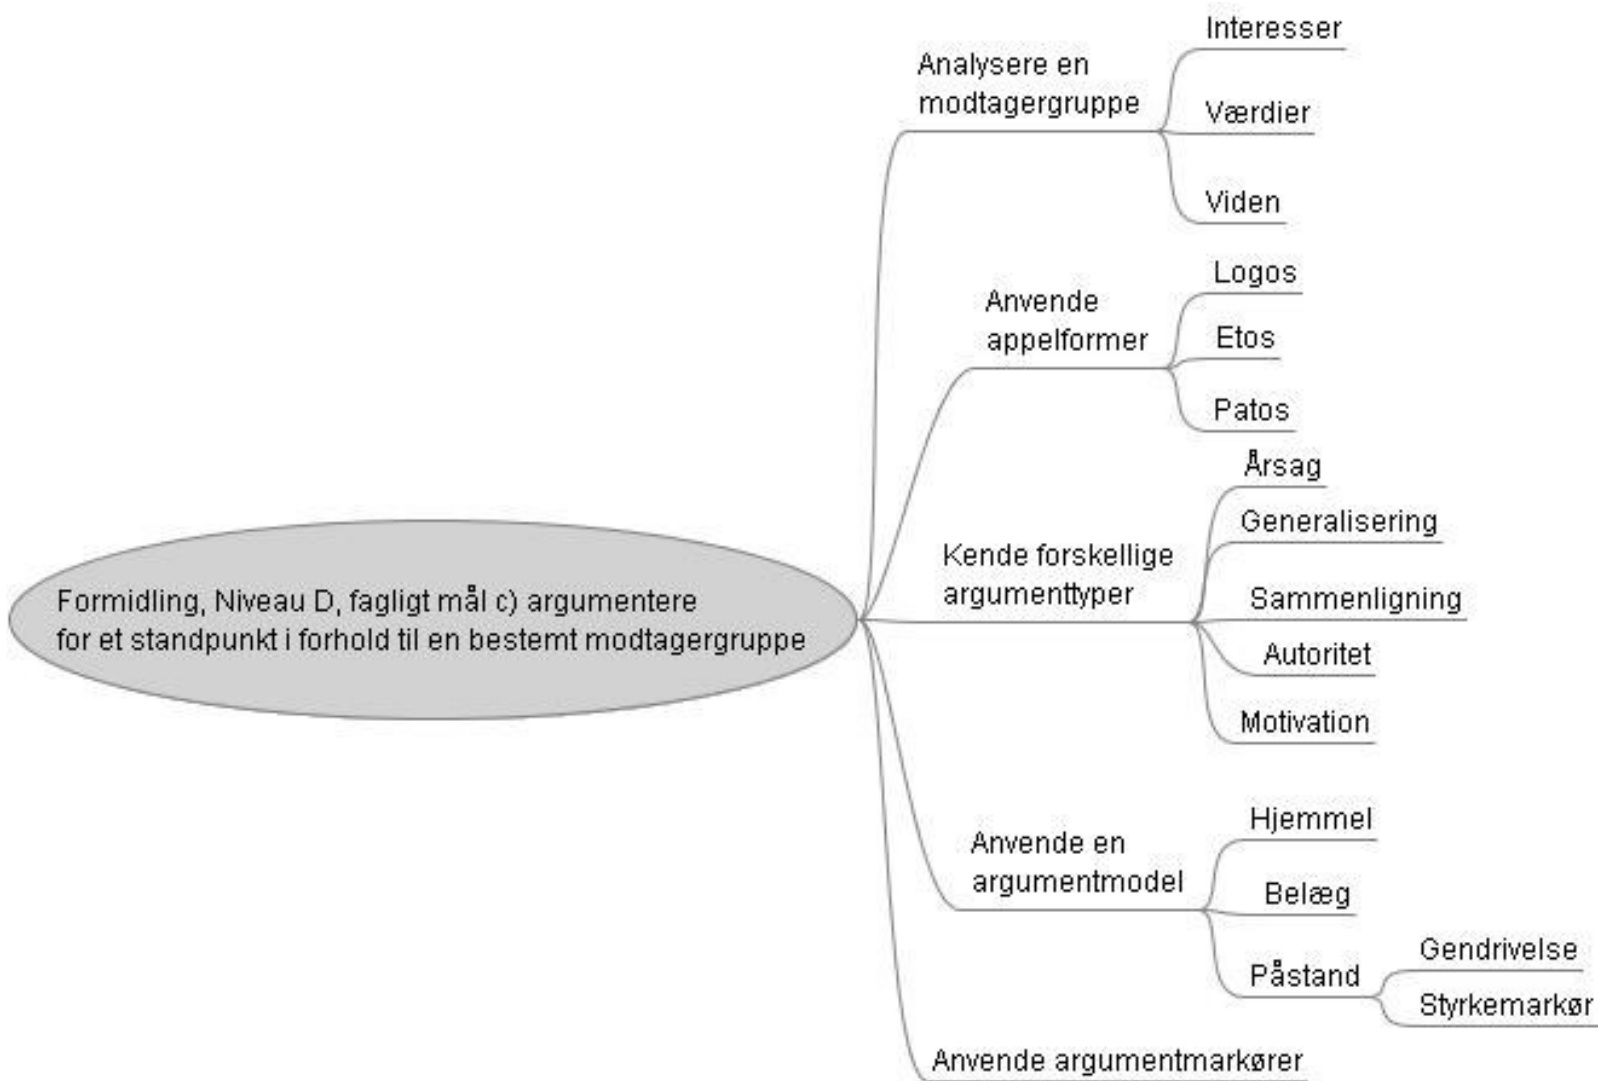 Formidling, Niveau D, fagligt mål c) argumentere
for et standpunkt i forhold til en bestemt modtagergruppe
Analysere en
modtagergruppe
Interesser
Værdier
Viden
Anvende
appelformer
Logos
Etos
Patos
Kende forskellige
argumenttyper
Årsag
Generalisering
Sammenligning
Autoritet
Motivation
Anvende en
argumentmodel
Hjemmel
Belæg
Påstand
Gendrivelse
Styrkemarkør
Anvende argumentmarkører